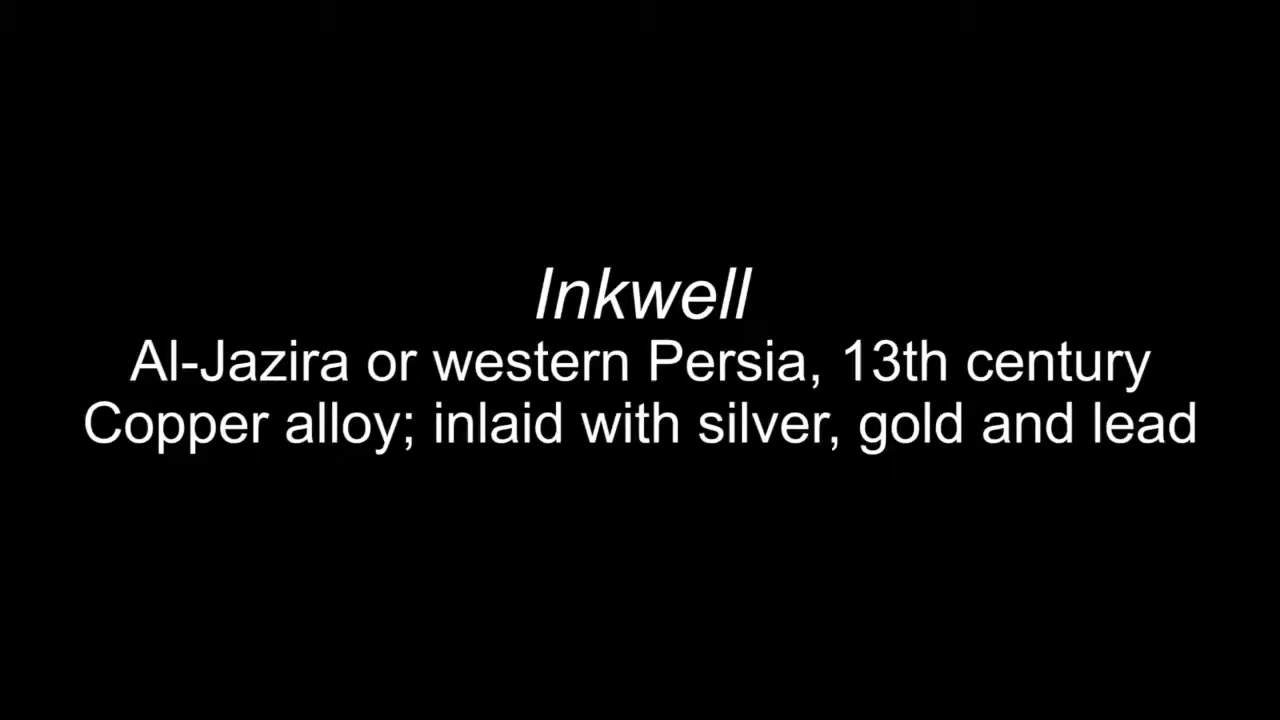 Inkwell
Al-Jazira or western Persia, 13th century
Copper alloy; inlaid with silver, gold and lead